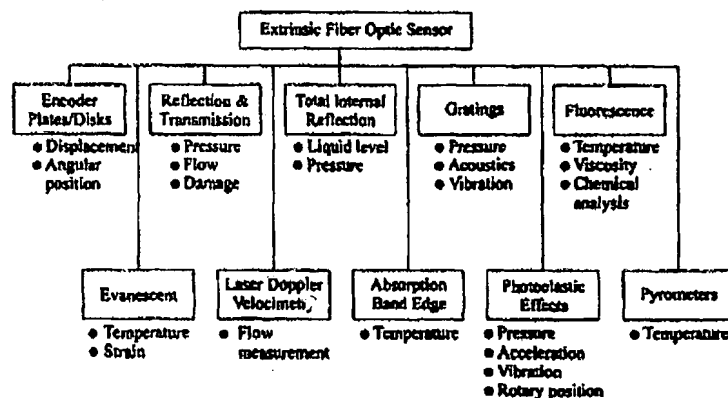 Extrinsic Fiber Optic Sensor
Encoder
Plates/Disks
● Displacement
● Angular
position
Reflection &
Transmission
● Pressure
● Flow
● Damage
Total Internal
Reflection
● Liquid level
● Pressure
Gratings
● Pressure
● Acoustics
● Vibration
Fluorescence
● Temperature
● Viscosity
● Chemical
analysis
Evanescent
● Temperature
● Strain
Laser Doppler
Velocimetry
● Flow
measurement
Absorption
Band Edge
● Temperature
Photoelastic
Effects
● Pressure
● Acceleration
● Vibration
● Rotary position
Pyrometers
● Temperature